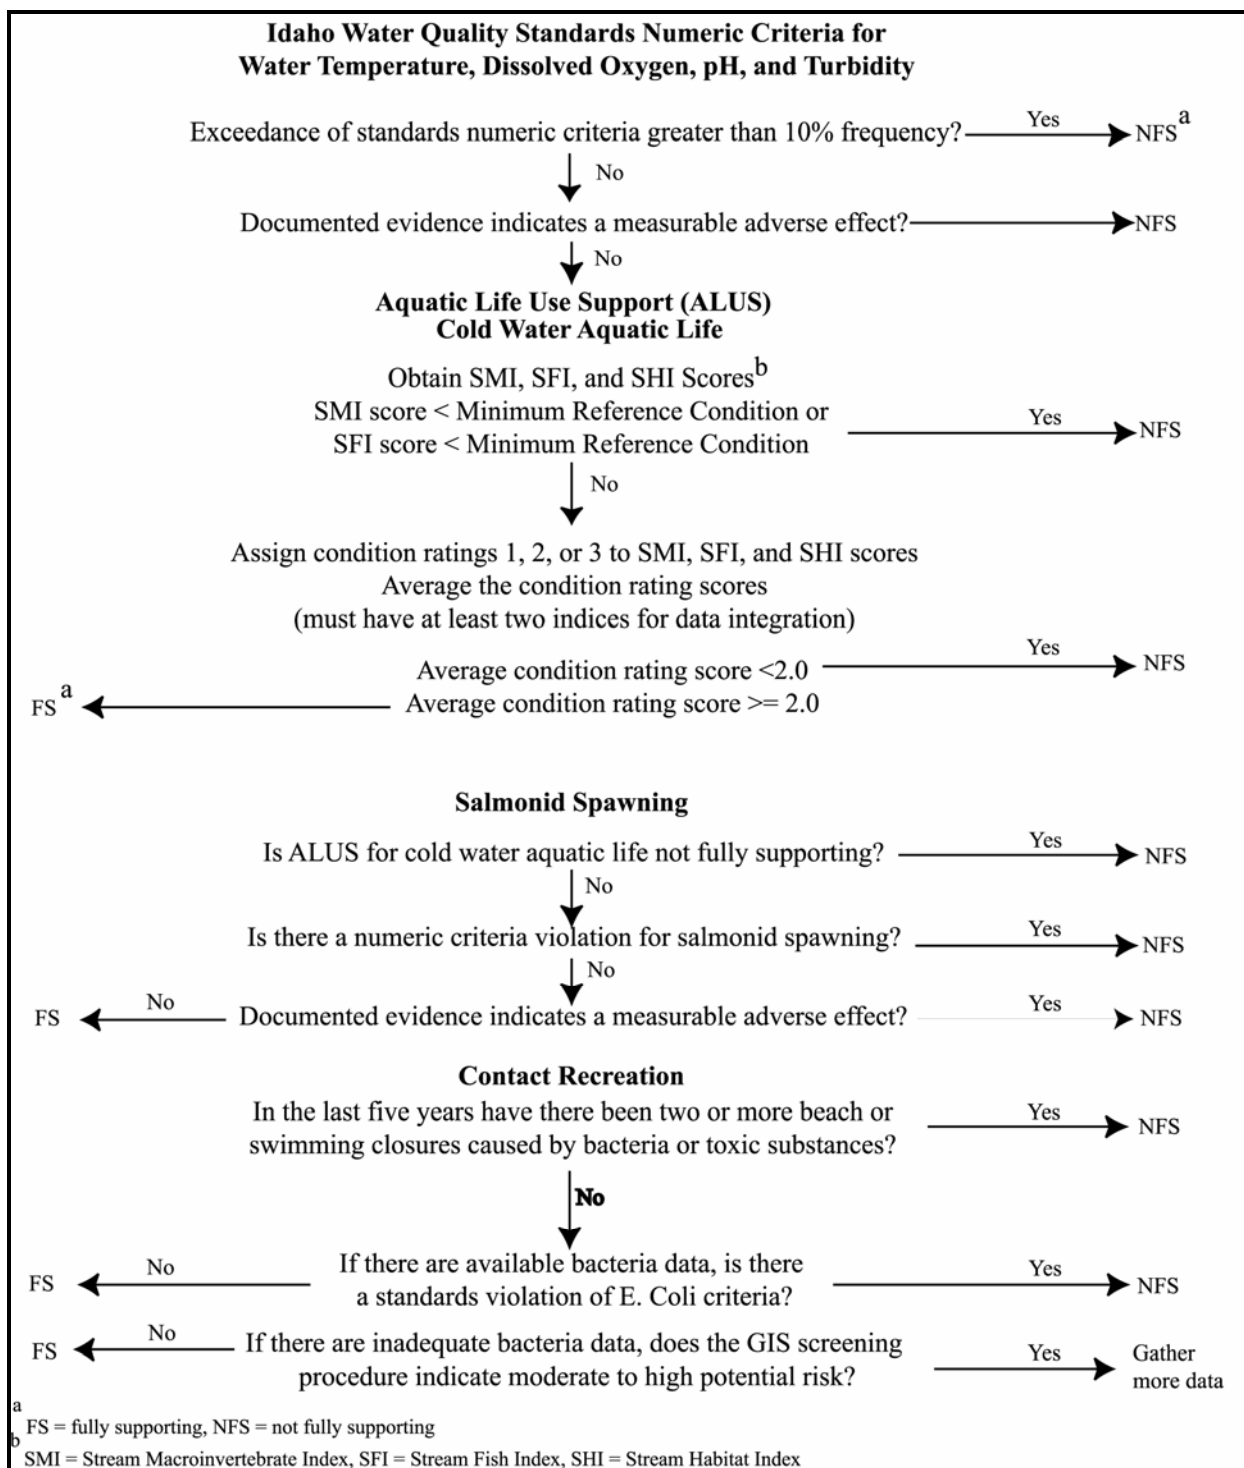 Idaho Water Quality Standards Numeric Criteria for
Water Temperature, Dissolved Oxygen, pH, and Turbidity
Exceedance of standards numeric criteria greater than 10% frequency? Yes NFS a
No
Documented evidence indicates a measurable adverse effect? NFS
No
Aquatic Life Use Support (ALUS)
Cold Water Aquatic Life
Obtain SMI, SFI, and SHI Scores b
SMI score < Minimum Reference Condition or
SFI score < Minimum Reference Condition
Yes NFS
No
Assign condition ratings 1, 2, or 3 to SMI, SFI, and SHI scores
Average the condition rating scores
(must have at least two indices for data integration)
Average condition rating score <2.0 Yes NFS
FS a Average condition rating score >= 2.0
Salmonid Spawning
Is ALUS for cold water aquatic life not fully supporting? Yes NFS
No
Is there a numeric criteria violation for salmonid spawning? Yes NFS
No
FS No Documented evidence indicates a measurable adverse effect? Yes NFS
Contact Recreation
In the last five years have there been two or more beach or
swimming closures caused by bacteria or toxic substances?
Yes NFS
No
If there are available bacteria data, is there
a standards violation of E. Coli criteria?
FS No Yes NFS
If there are inadequate bacteria data, does the GIS screening
procedure indicate moderate to high potential risk?
FS No Yes Gather
more data
a FS = fully supporting, NFS = not fully supporting
b SMI = Stream Macroinvertebrate Index, SFI = Stream Fish Index, SHI = Stream Habitat Index